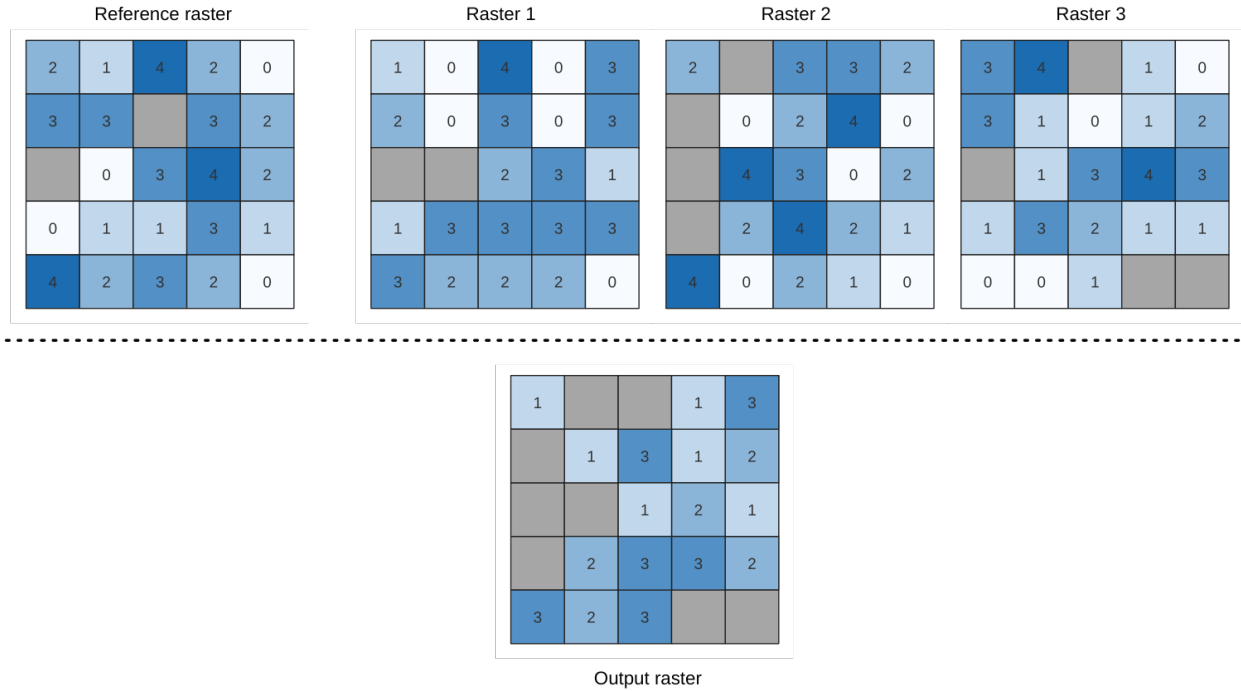 Reference raster Raster 1 Raster 2 Raster 3
2 1 4 2 0 1 0 4 0 3 2 3 3 2 3 4 1 0
3 3 3 2 2 0 3 0 3 0 2 4 0 3 1 0 1 2
0 3 4 2 2 3 1 4 3 0 2 1 3 4 3
0 1 1 3 1 1 3 3 3 3 2 4 2 1 1 3 2 1 1
4 2 3 2 0 3 2 2 2 0 4 0 2 1 0 0 0 1
1 1 3
1 3 1 2
1 2 1
2 3 3 2
3 2 3
Output raster